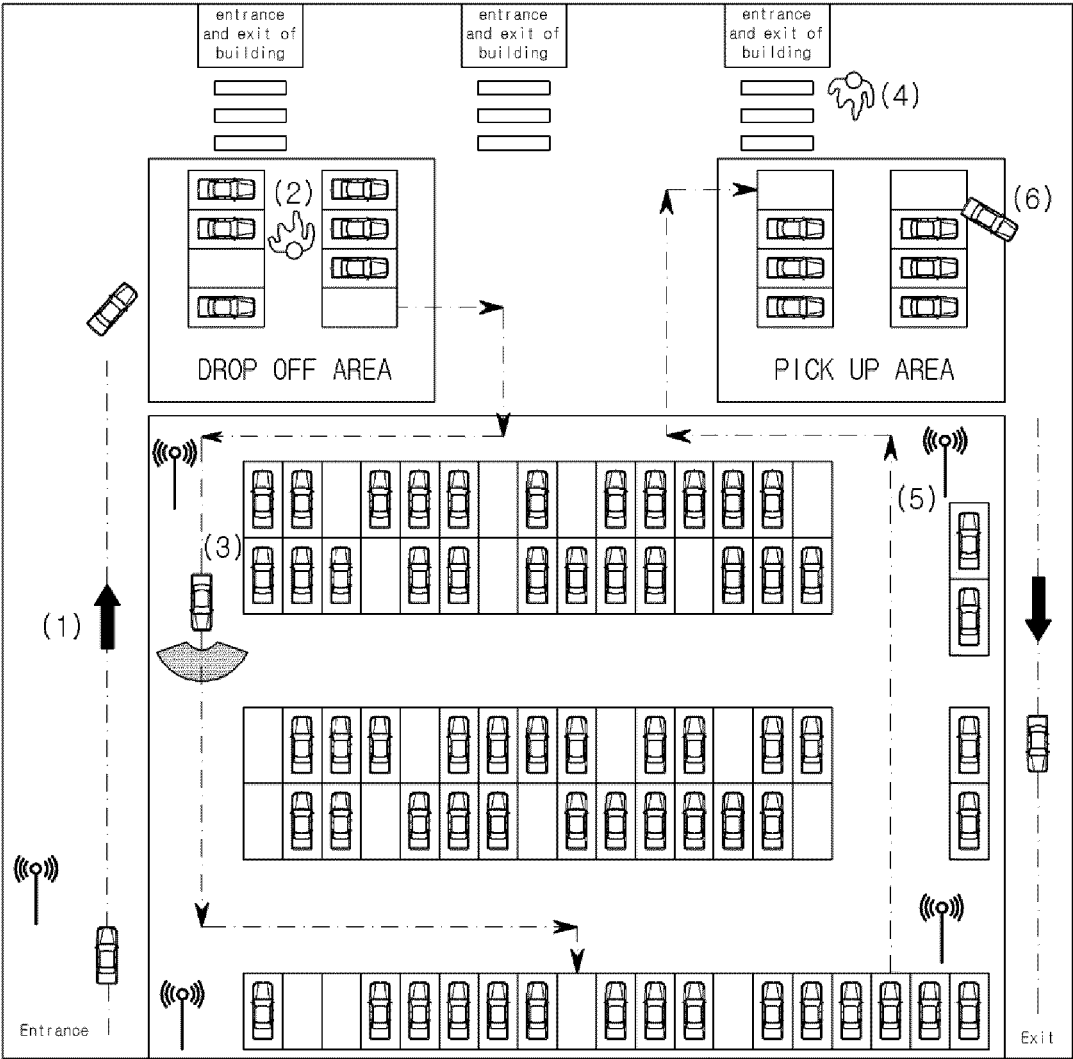 entrance
and exit of
building
entrance
and exit of
building
entrance
and exit of
building
(4)
(2)
(6)
DROP OFF AREA
PICK UP AREA
(5)
(3)
(1)
Entrance
Exit